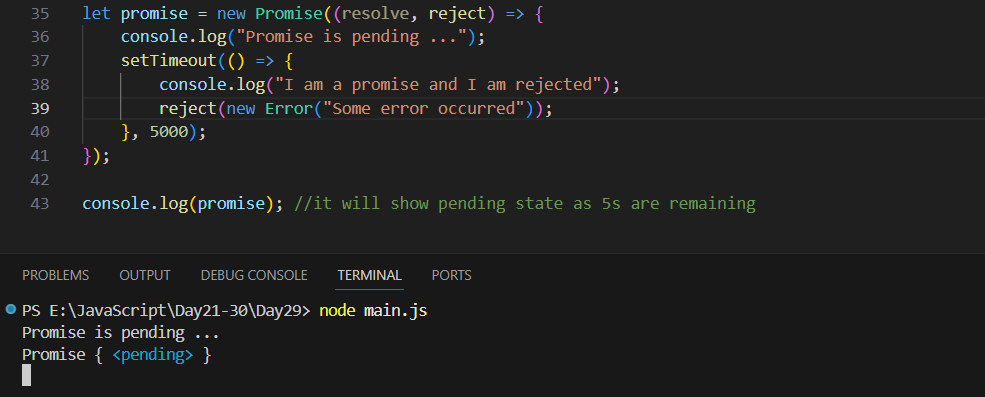 35 let promise = new Promise((resolve, reject) => {
36 console.log("Promise is pending ...");
37 setTimeout(() => {
38 console.log("I am a promise and I am rejected");
39 reject(new Error("Some error occurred"));
40 }, 5000);
41 });
42
43 console.log(promise); //it will show pending state as 5s are remaining
PROBLEMS OUTPUT DEBUG CONSOLE TERMINAL PORTS
PS E:\JavaScript\Day21-30\Day29> node main.js
Promise is pending ...
Promise { <pending> }